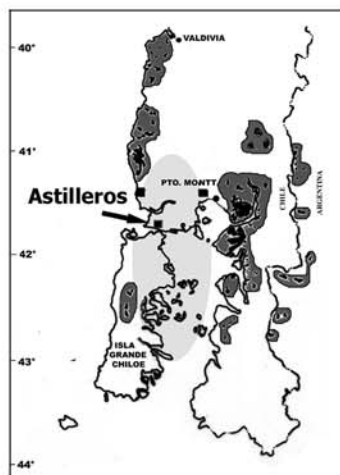 40°
VALDIVIA
41°
PTO. MONTT
CHILE
ARGENTINA
Astilleros
42°
43°
ISLA
GRANDE
CHILOE
44°